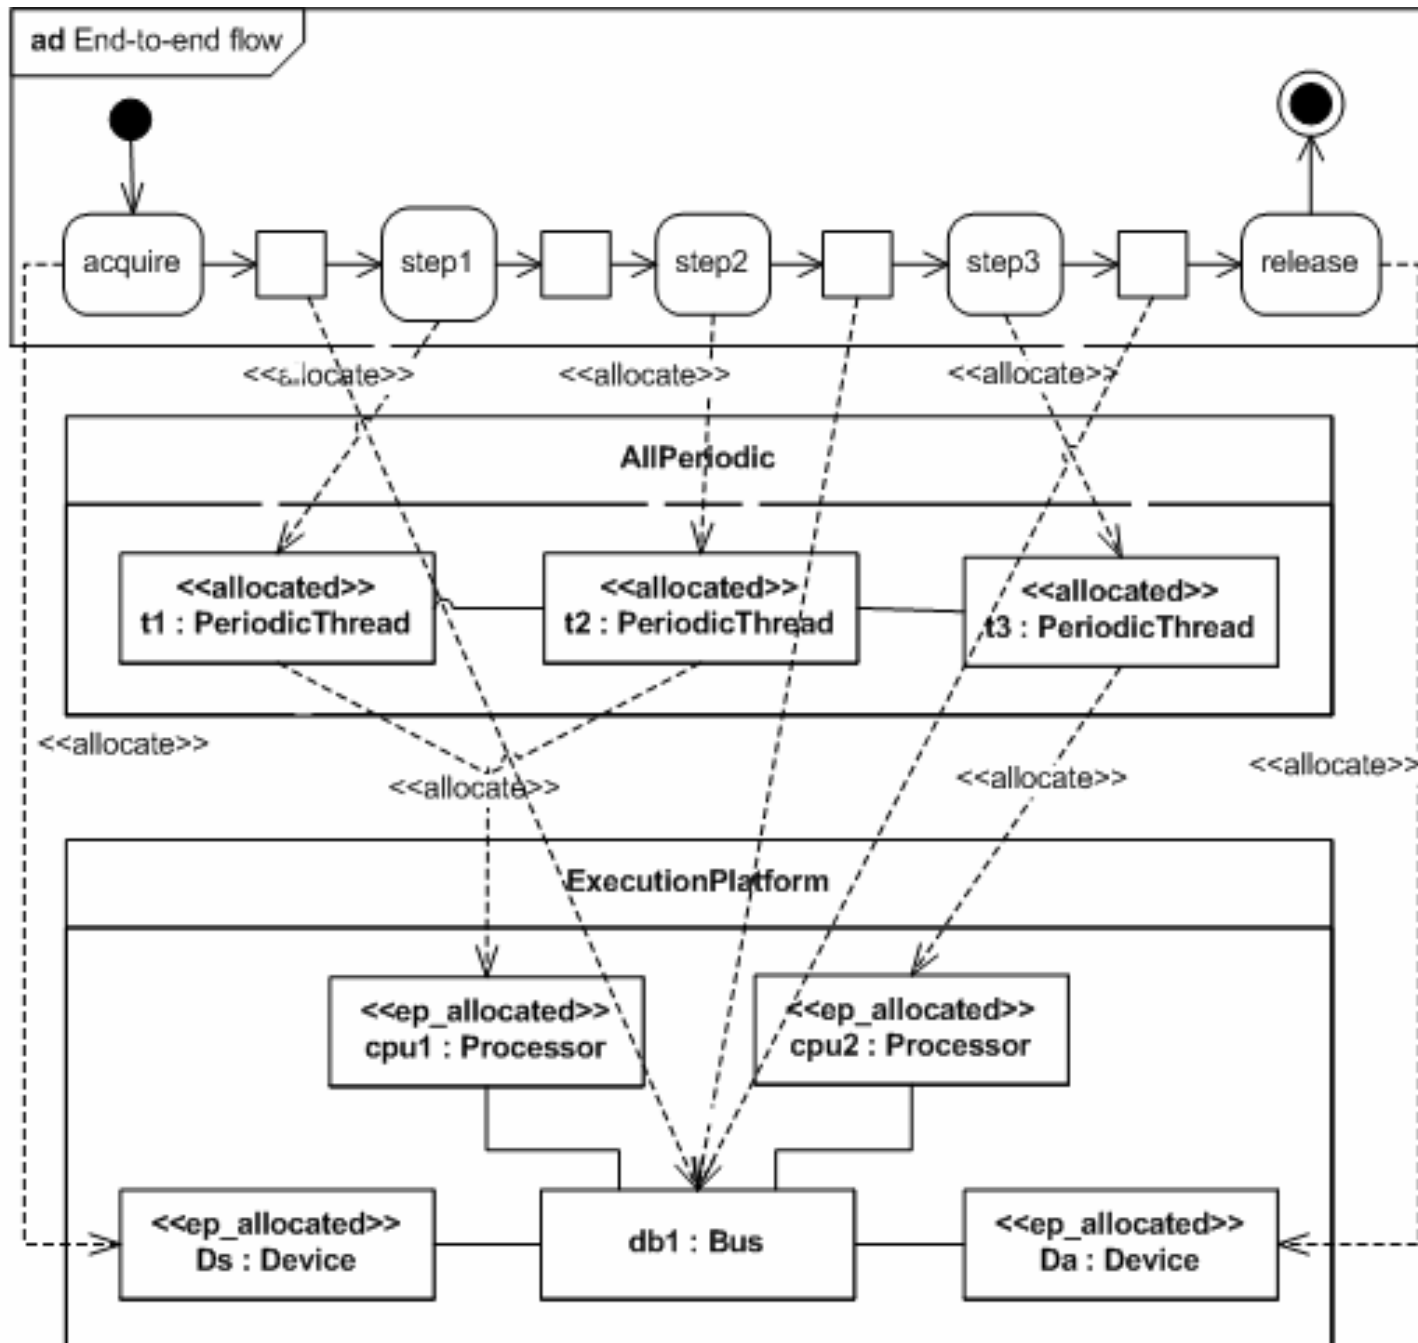 ad End-to-end flow
acquire
step1
step2
step3
release
<<allocate>>
<<allocate>>
<<allocate>>
AllPeriodic
<<allocated>>
t1 : PeriodicThread
<<allocated>>
t2 : PeriodicThread
<<allocated>>
t3 : PeriodicThread
<<allocate>>
<<allocate>>
<<allocate>>
<<allocate>>
ExecutionPlatform
<<ep_allocated>>
cpu1 : Processor
<<ep_allocated>>
cpu2 : Processor
<<ep_allocated>>
Ds : Device
db1 : Bus
<<ep_allocated>>
Da : Device